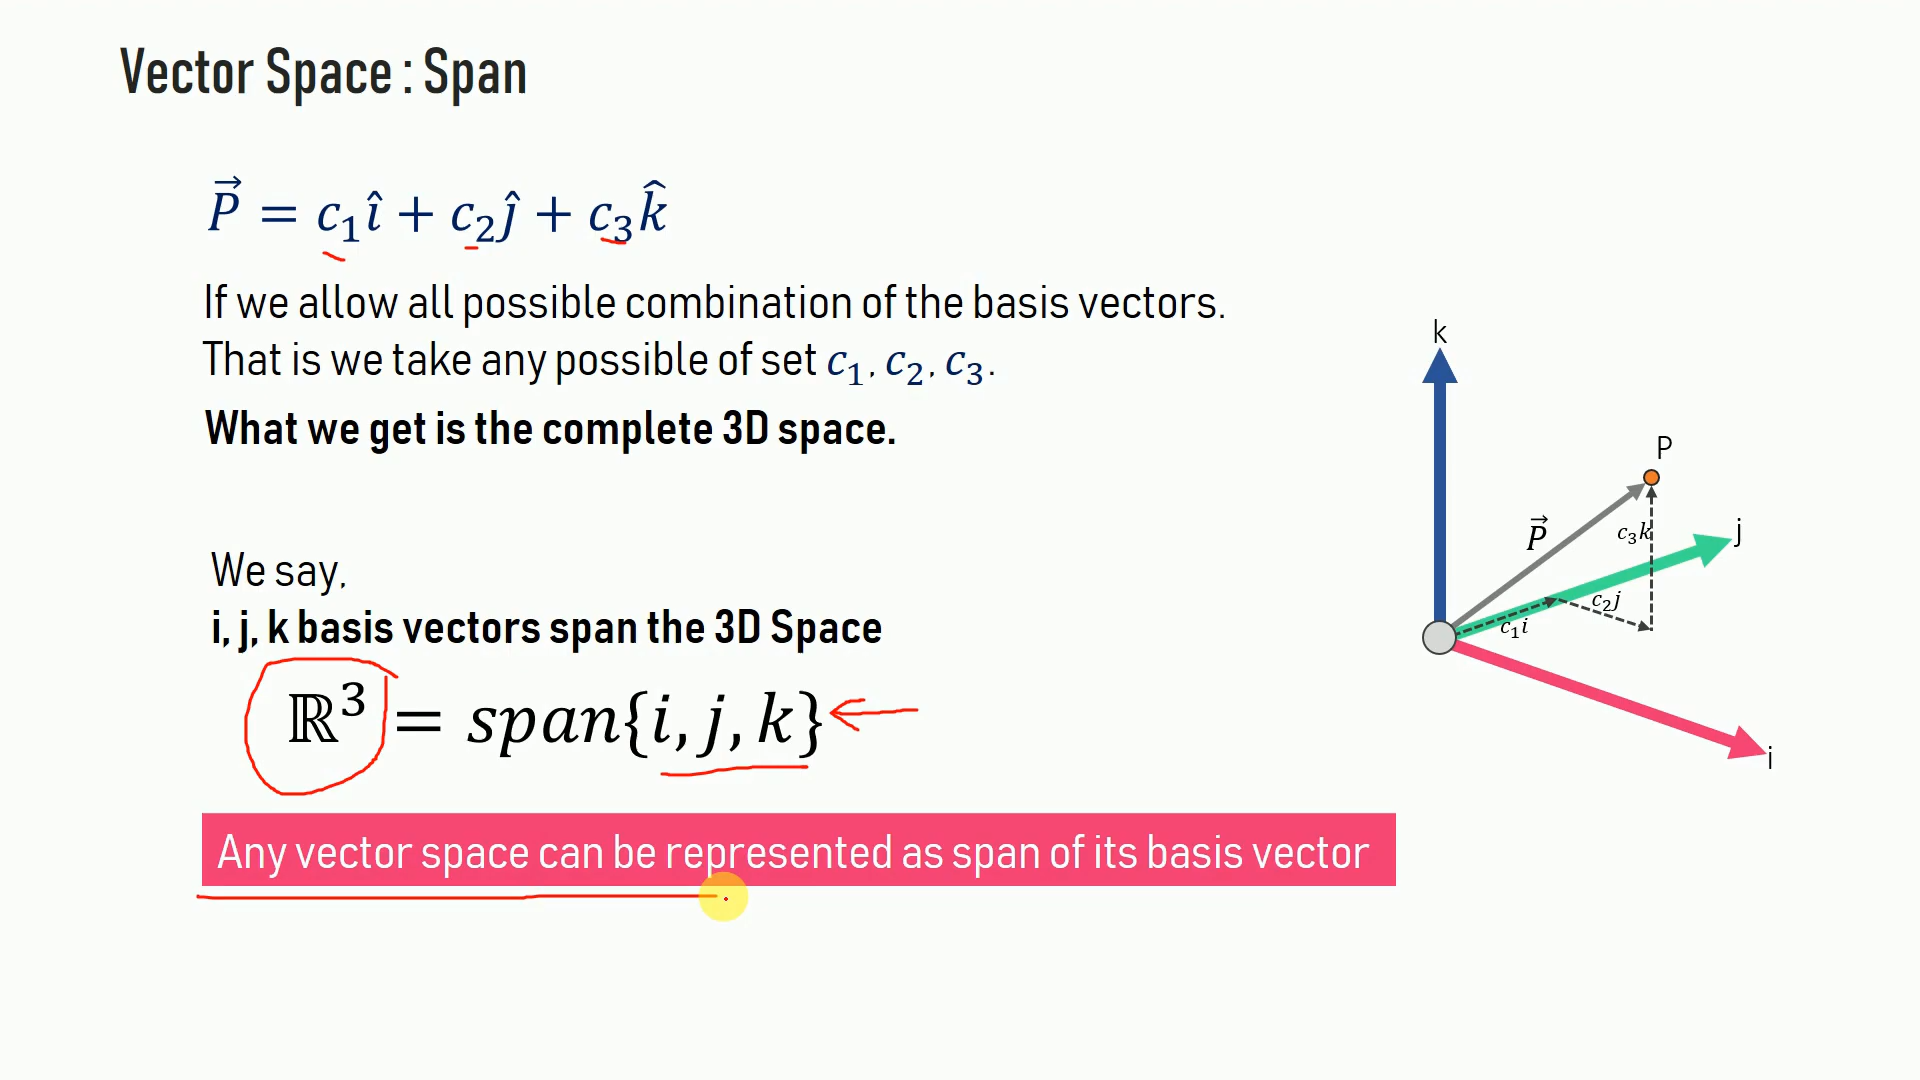 Vector Space : Span
P⃗ = c₁î + c₂ĵ + c₃k̂
If we allow all possible combination of the basis vectors.
That is we take any possible of set c₁, c₂, c₃.
What we get is the complete 3D space.
We say,
i, j, k basis vectors span the 3D Space
ℝ³ = span{i, j, k}
Any vector space can be represented as span of its basis vector
k
P
P⃗
c₃k
j
c₂j
c₁i
i